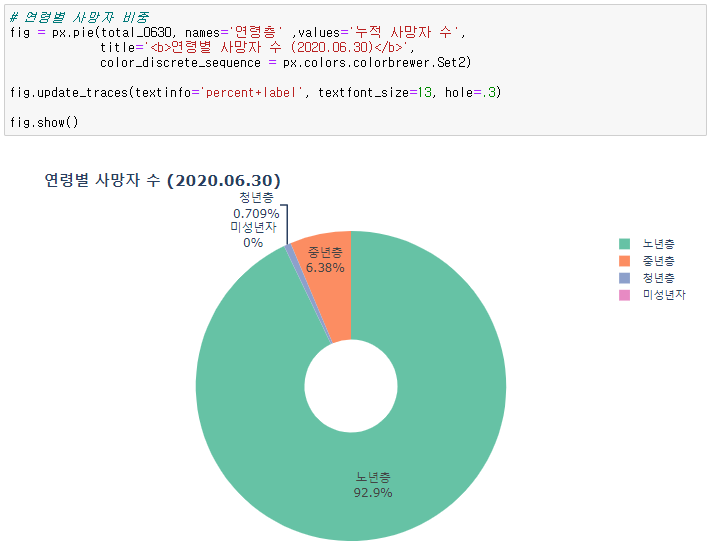 # 연령별 사망자 비중
fig = px.pie(total_0630, names='연령층' ,values='누적 사망자 수',
title='<b>연령별 사망자 수 (2020.06.30)</b>',
color_discrete_sequence = px.colors.colorbrewer.Set2)
fig.update_traces(textinfo='percent+label', textfont_size=13, hole=.3)
fig.show()
연령별 사망자 수 (2020.06.30)
청년층
0.709%
미성년자
0%
중년층
6.38%
노년층
92.9%
노년층
중년층
청년층
미성년자